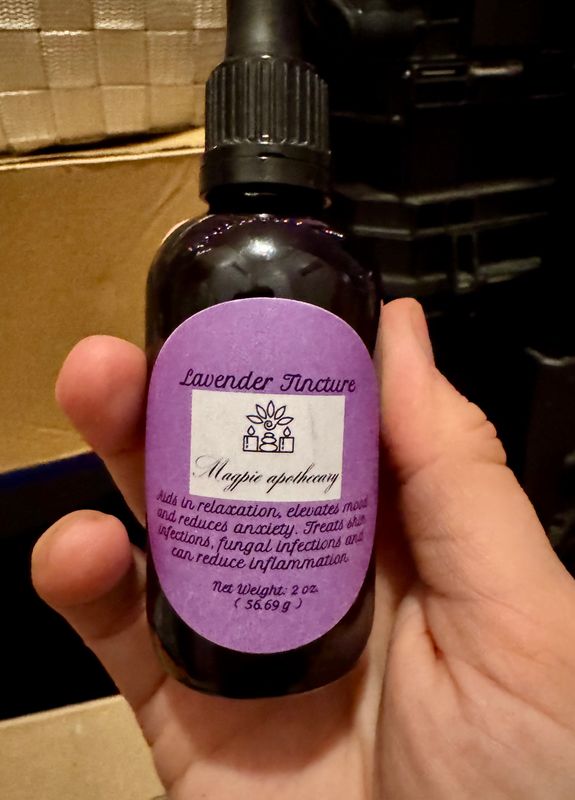 Lavender Tincture
Magpie apothecary
Aids in relaxation, elevates mood
and reduces anxiety. Treats skin
infections, fungal infections and
can reduce inflammation.
Net Weight: 2 oz.
( 56.69 g )